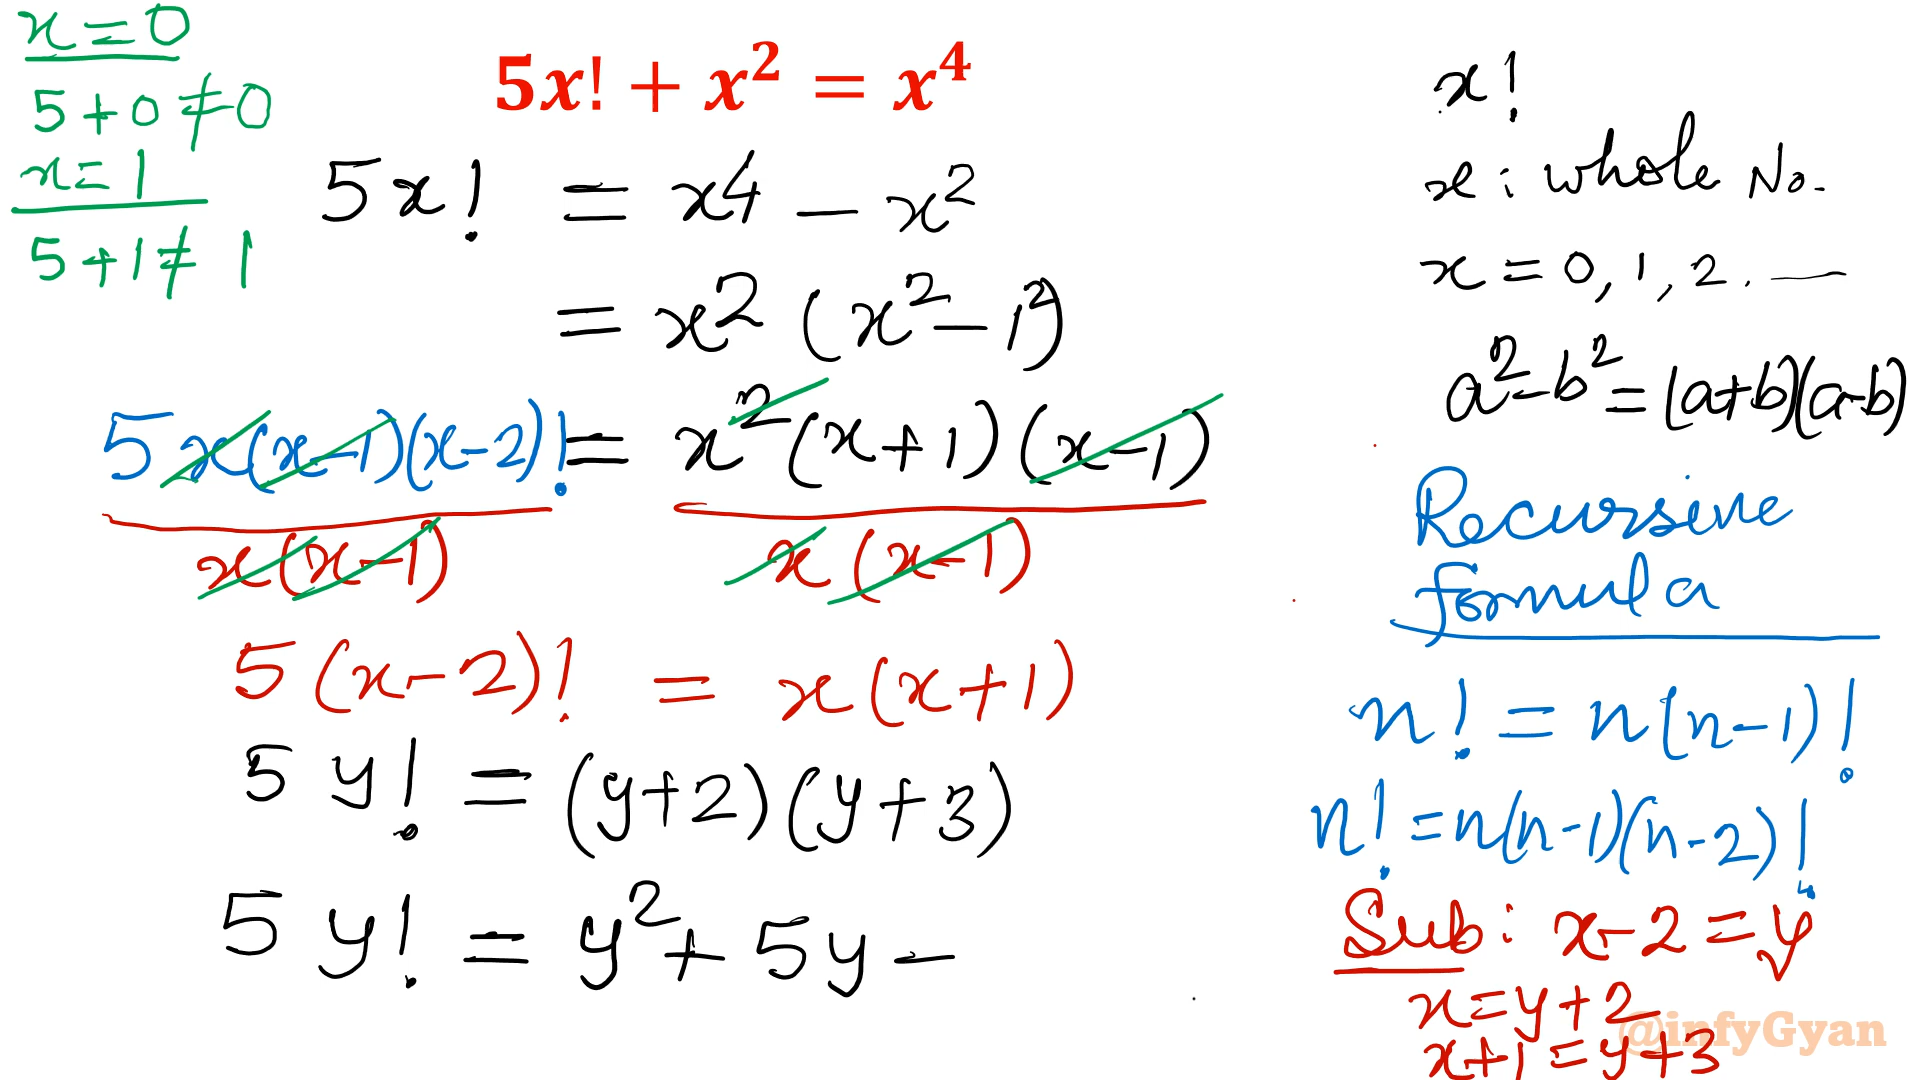 x=0
5+0≠0
x=1
5+1≠1
5x! + x² = x⁴
5x! = x⁴ − x²
= x² (x²−1²)
5x(x−1)(x−2)! = x²(x+1)(x−1)
x(x−1) x(x−1)
5(x−2)! = x(x+1)
5y! = (y+2)(y+3)
5y! = y² + 5y −
x!
x : whole No.
x = 0, 1, 2. —
a²−b² = (a+b)(a−b)
Recursive
formula
n! = n(n−1)!
n! = n(n−1)(n−2)!
Sub: x−2=y
x=y+2
x+1=y+3
@infyGyan